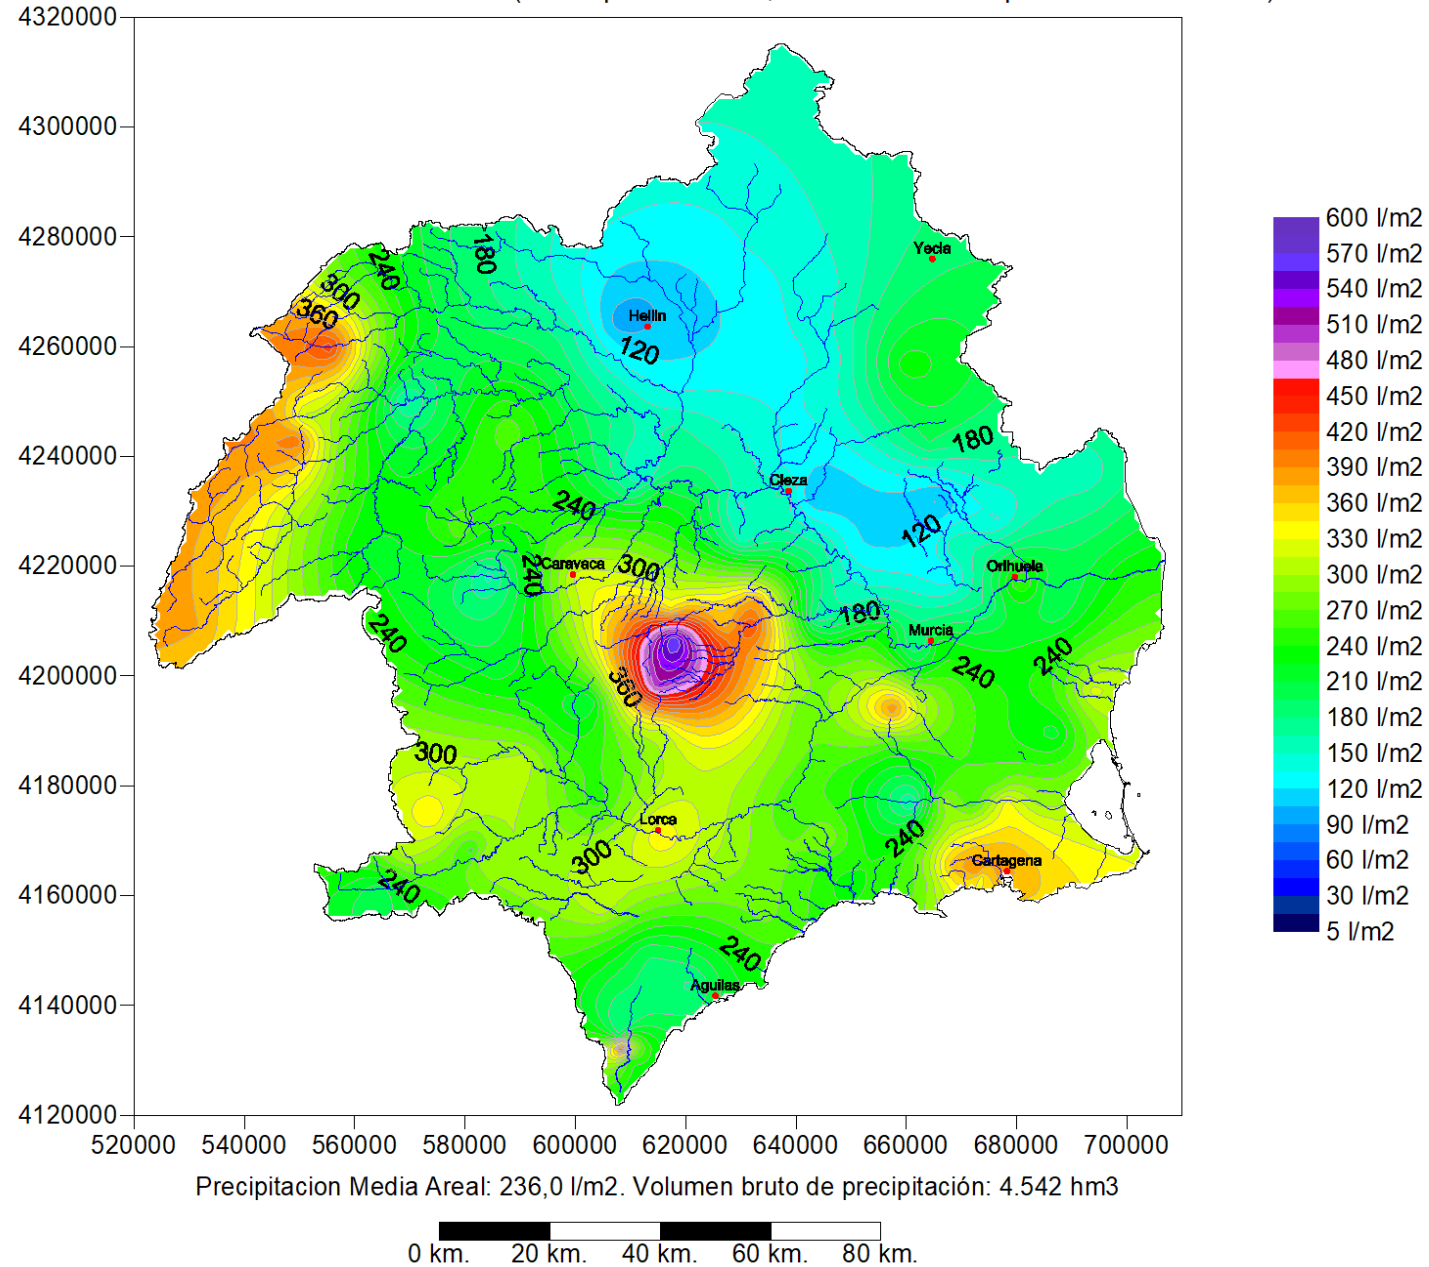 4320000
4300000
4280000
4260000
4240000
4220000
4200000
4180000
4160000
4140000
4120000
520000 540000 560000 580000 600000 620000 640000 660000 680000 700000
180
240
300
360
Yecla
Hellin
120
180
Cieza
240
120
240
Caravaca
300
Orihuela
180
Murcia
240
240
240
360
300
Lorca
300
240
Cartagena
240
240
Aguilas
600 l/m2
570 l/m2
540 l/m2
510 l/m2
480 l/m2
450 l/m2
420 l/m2
390 l/m2
360 l/m2
330 l/m2
300 l/m2
270 l/m2
240 l/m2
210 l/m2
180 l/m2
150 l/m2
120 l/m2
90 l/m2
60 l/m2
30 l/m2
5 l/m2
Precipitacion Media Areal: 236,0 l/m2. Volumen bruto de precipitación: 4.542 hm3
0 km. 20 km. 40 km. 60 km. 80 km.